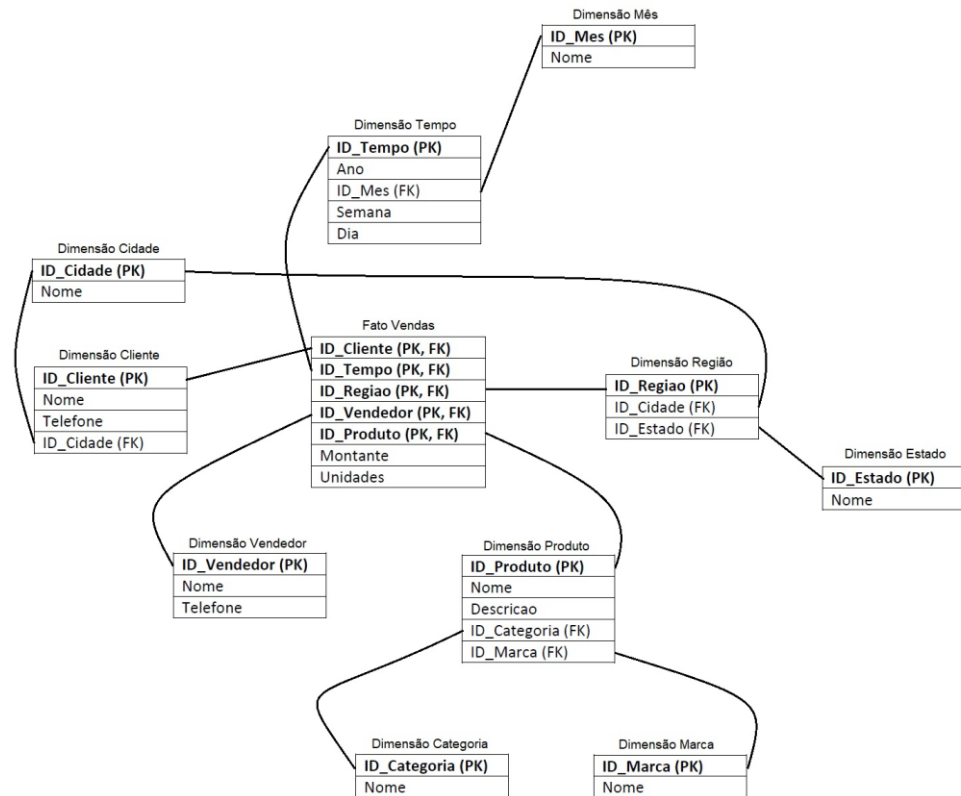 Dimensão Mês
ID_Mes (PK)
Nome
Dimensão Tempo
ID_Tempo (PK)
Ano
ID_Mes (FK)
Semana
Dia
Dimensão Cidade
ID_Cidade (PK)
Nome
Fato Vendas
ID_Cliente (PK, FK)
ID_Tempo (PK, FK)
ID_Regiao (PK, FK)
ID_Vendedor (PK, FK)
ID_Produto (PK, FK)
Montante
Unidades
Dimensão Cliente
ID_Cliente (PK)
Nome
Telefone
ID_Cidade (FK)
Dimensão Região
ID_Regiao (PK)
ID_Cidade (FK)
ID_Estado (FK)
Dimensão Estado
ID_Estado (PK)
Nome
Dimensão Vendedor
ID_Vendedor (PK)
Nome
Telefone
Dimensão Produto
ID_Produto (PK)
Nome
Descricao
ID_Categoria (FK)
ID_Marca (FK)
Dimensão Categoria
ID_Categoria (PK)
Nome
Dimensão Marca
ID_Marca (PK)
Nome